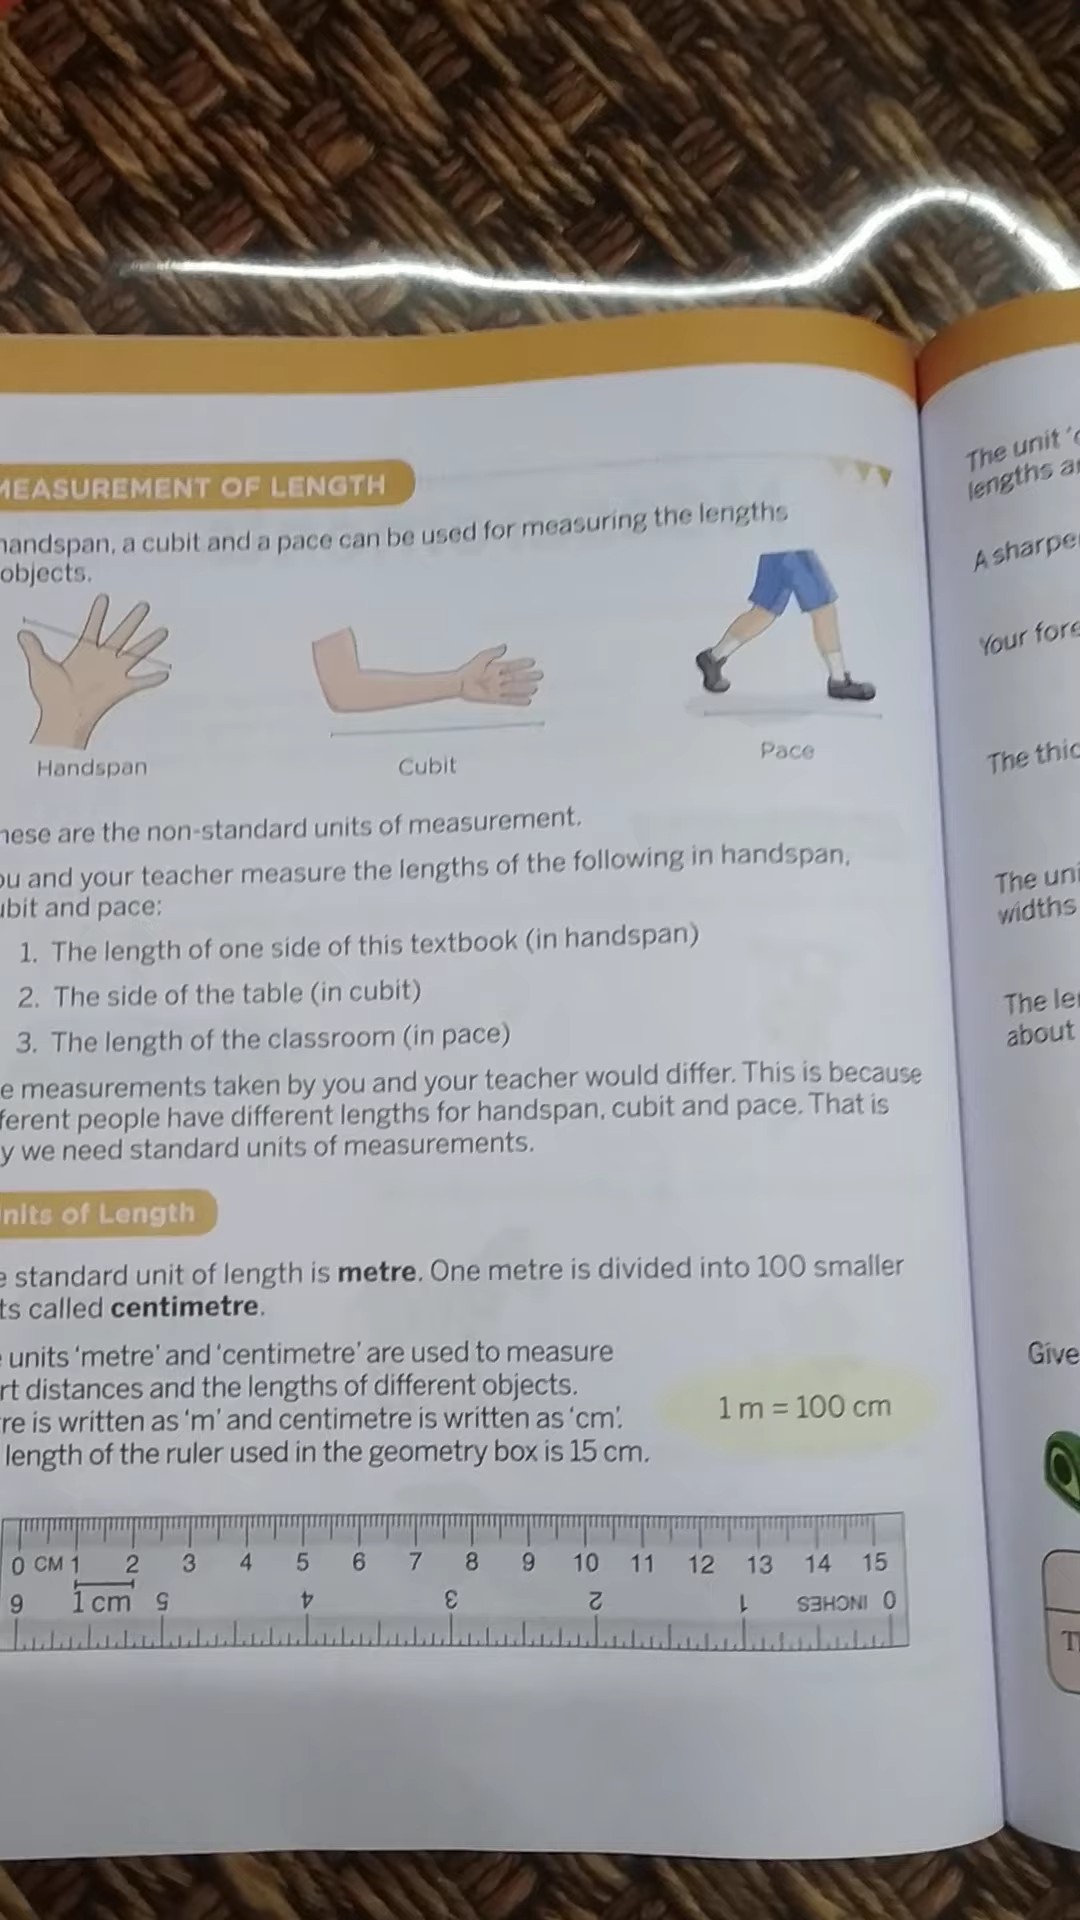 MEASUREMENT OF LENGTH
handspan, a cubit and a pace can be used for measuring the lengths
objects.
Handspan
Cubit
Pace
hese are the non-standard units of measurement.
ou and your teacher measure the lengths of the following in handspan,
ubit and pace:
1. The length of one side of this textbook (in handspan)
2. The side of the table (in cubit)
3. The length of the classroom (in pace)
e measurements taken by you and your teacher would differ. This is because
ferent people have different lengths for handspan, cubit and pace. That is
y we need standard units of measurements.
nits of Length
e standard unit of length is metre. One metre is divided into 100 smaller
ts called centimetre.
e units 'metre' and 'centimetre' are used to measure
rt distances and the lengths of different objects.
re is written as 'm' and centimetre is written as 'cm'.
length of the ruler used in the geometry box is 15 cm.
1 m = 100 cm
0 CM 1 2 3 4 5 6 7 8 9 10 11 12 13 14 15
1 cm
6 5 4 3 2 1 INCHES 0
The unit
lengths
A sharpe
Your fore
The thic
The uni
widths
The le
about
Give
T